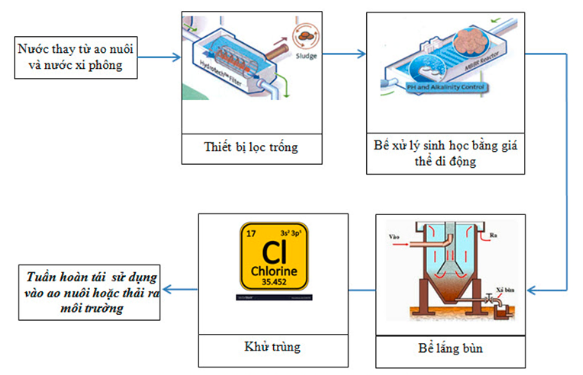 Nước thay từ ao nuôi
và nước xi phông
Hydrotech™ Filter
Sludge
Thiết bị lọc trống
MBBR Reactor
PH and Alkalinity Control
Bể xử lý sinh học bằng giá
thể di động
Tuần hoàn tái sử dụng
vào ao nuôi hoặc thải ra
môi trường
17
3s² 3p⁵
Cl
Chlorine
35.452
Khử trùng
Vào
Ra
Xả bùn
Bể lắng bùn